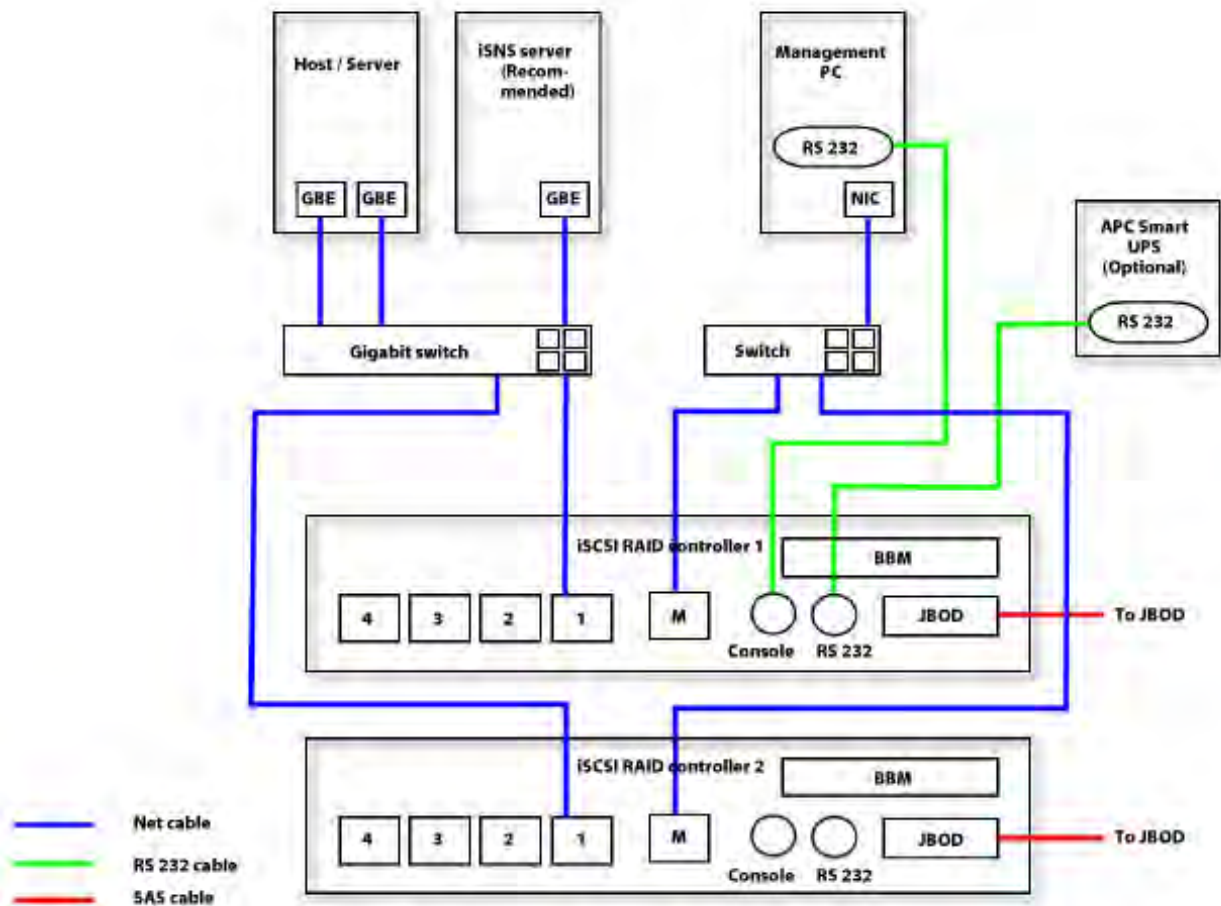 Host / Server
GBE
GBE
iSNS server
(Recom-
mended)
GBE
Management
PC
RS 232
NIC
APC Smart
UPS
(Optional)
RS 232
Gigabit switch
Switch
iSCSI RAID controller 1
BBM
4
3
2
1
M
Console
RS 232
JBOD
To JBOD
iSCSI RAID controller 2
BBM
4
3
2
1
M
Console
RS 232
JBOD
To JBOD
Net cable
RS 232 cable
SAS cable